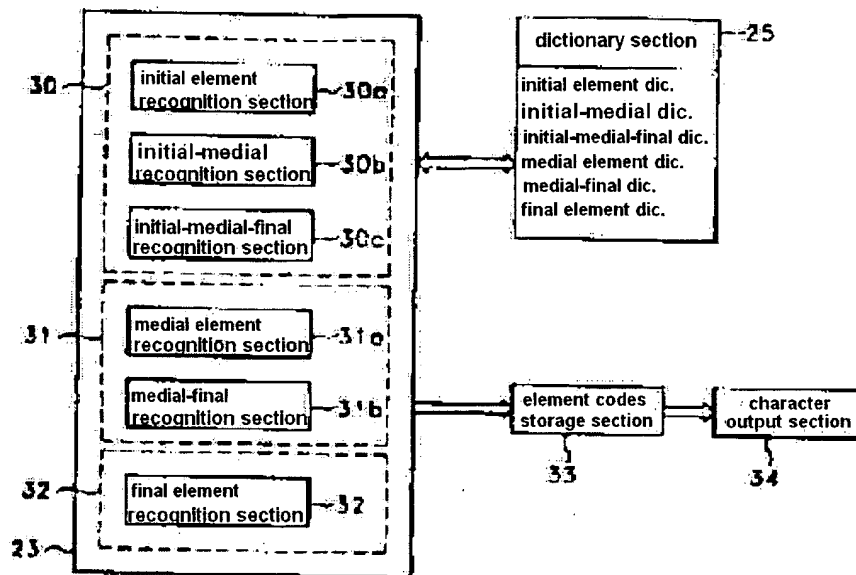 30
initial element
recognition section
30a
initial-medial
recognition section
30b
initial-medial-final
recognition section
30c
31
medial element
recognition section
31a
medial-final
recognition section
31b
32
final element
recognition section
32
23
dictionary section
25
initial element dic.
initial-medial dic.
initial-medial-final dic.
medial element dic.
medial-final dic.
final element dic.
element codes
storage section
33
character
output section
34